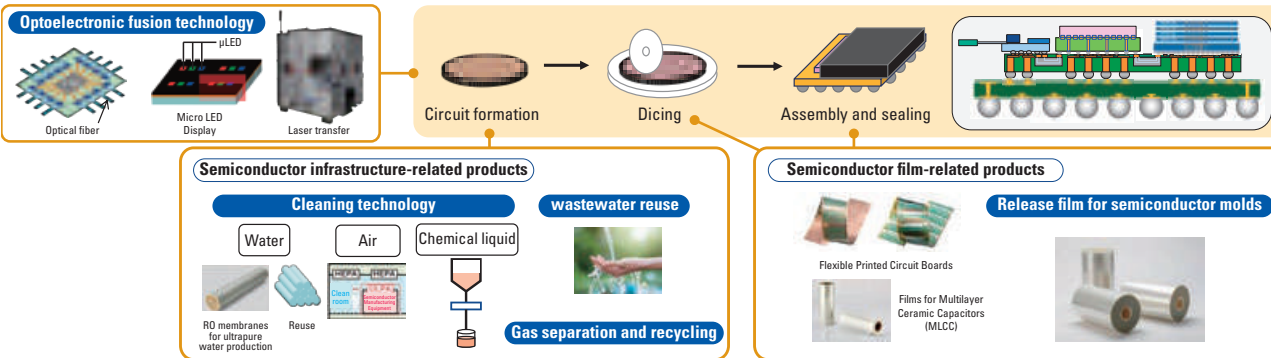 Optoelectronic fusion technology
μLED
Optical fiber
Micro LED
Display
Laser transfer
Circuit formation
Dicing
Assembly and sealing
Semiconductor infrastructure-related products
Cleaning technology
wastewater reuse
Water
Air
Chemical liquid
HEPA
HEPA
Clean
room
ULPA
Semiconductor
Manufacturing
Equipment
RO membranes
for ultrapure
water production
Reuse
Gas separation and recycling
Semiconductor film-related products
Release film for semiconductor molds
Flexible Printed Circuit Boards
Films for Multilayer
Ceramic Capacitors
(MLCC)